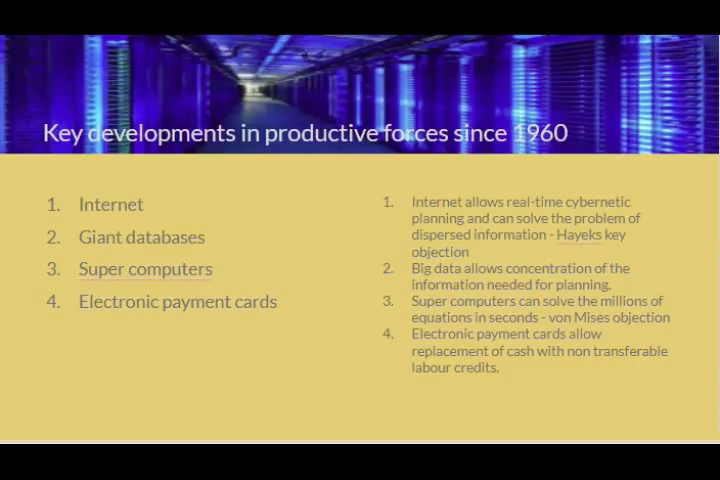 Key developments in productive forces since 1960
1. Internet
2. Giant databases
3. Super computers
4. Electronic payment cards
1. Internet allows real-time cybernetic
planning and can solve the problem of
dispersed information - Hayeks key
objection
2. Big data allows concentration of the
information needed for planning.
3. Super computers can solve the millions of
equations in seconds - von Mises objection
4. Electronic payment cards allow
replacement of cash with non transferable
labour credits.